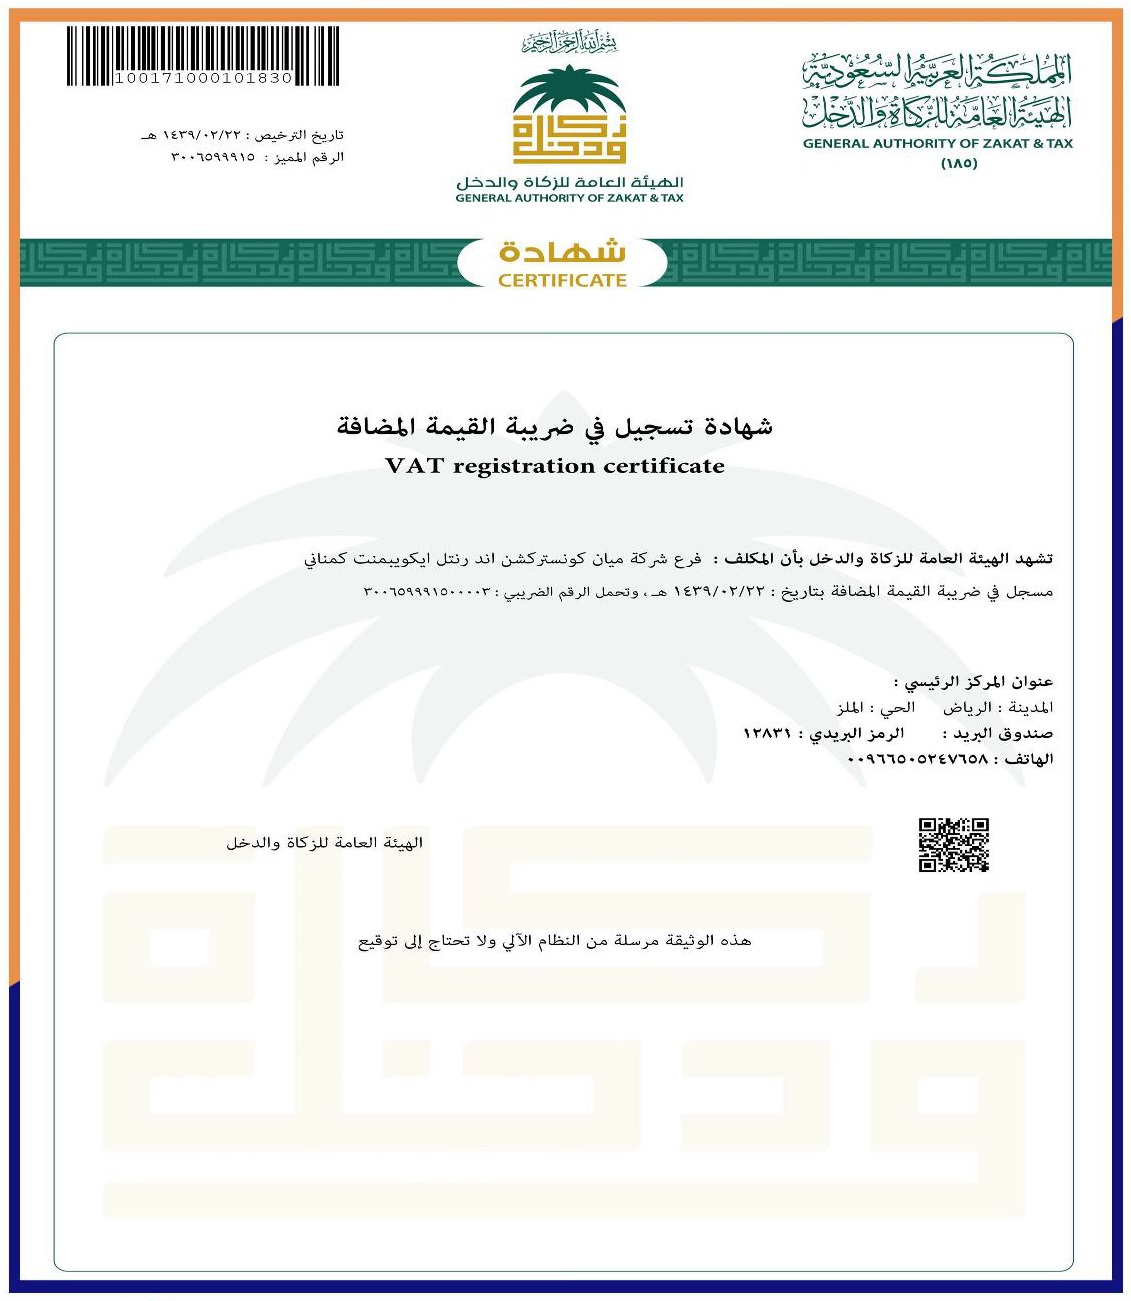 بسم الله الرحمن الرحيم
المملكة العربية السعودية
الهيئة العامة للزكاة والدخل
GENERAL AUTHORITY OF ZAKAT & TAX
(١٨٥)
زكاة
ودخل
الهيئة العامة للزكاة والدخل
GENERAL AUTHORITY OF ZAKAT & TAX
100171000101830
تاريخ الترخيص : ١٤٣٩/٠٢/٢٢ هـ
الرقم المميز : ٣٠٠٦٥٩٩٩١٥
شهادة
CERTIFICATE
شهادة تسجيل في ضريبة القيمة المضافة
VAT registration certificate
تشهد الهيئة العامة للزكاة والدخل بأن المكلف : فرع شركة ميان كونستركشن اند رنتل ايكويبمنت كمناني
مسجل في ضريبة القيمة المضافة بتاريخ : ١٤٣٩/٠٢/٢٢ هـ ، وتحمل الرقم الضريبي : ٣٠٠٦٥٩٩٩١٥٠٠٠٠٣
عنوان المركز الرئيسي :
المدينة : الرياض الحي : الملز
صندوق البريد : الرمز البريدي : ١٢٨٣١
الهاتف : ٠٠٩٦٦٥٠٥٢٤٧٦٥٨
الهيئة العامة للزكاة والدخل
هذه الوثيقة مرسلة من النظام الآلي ولا تحتاج إلى توقيع